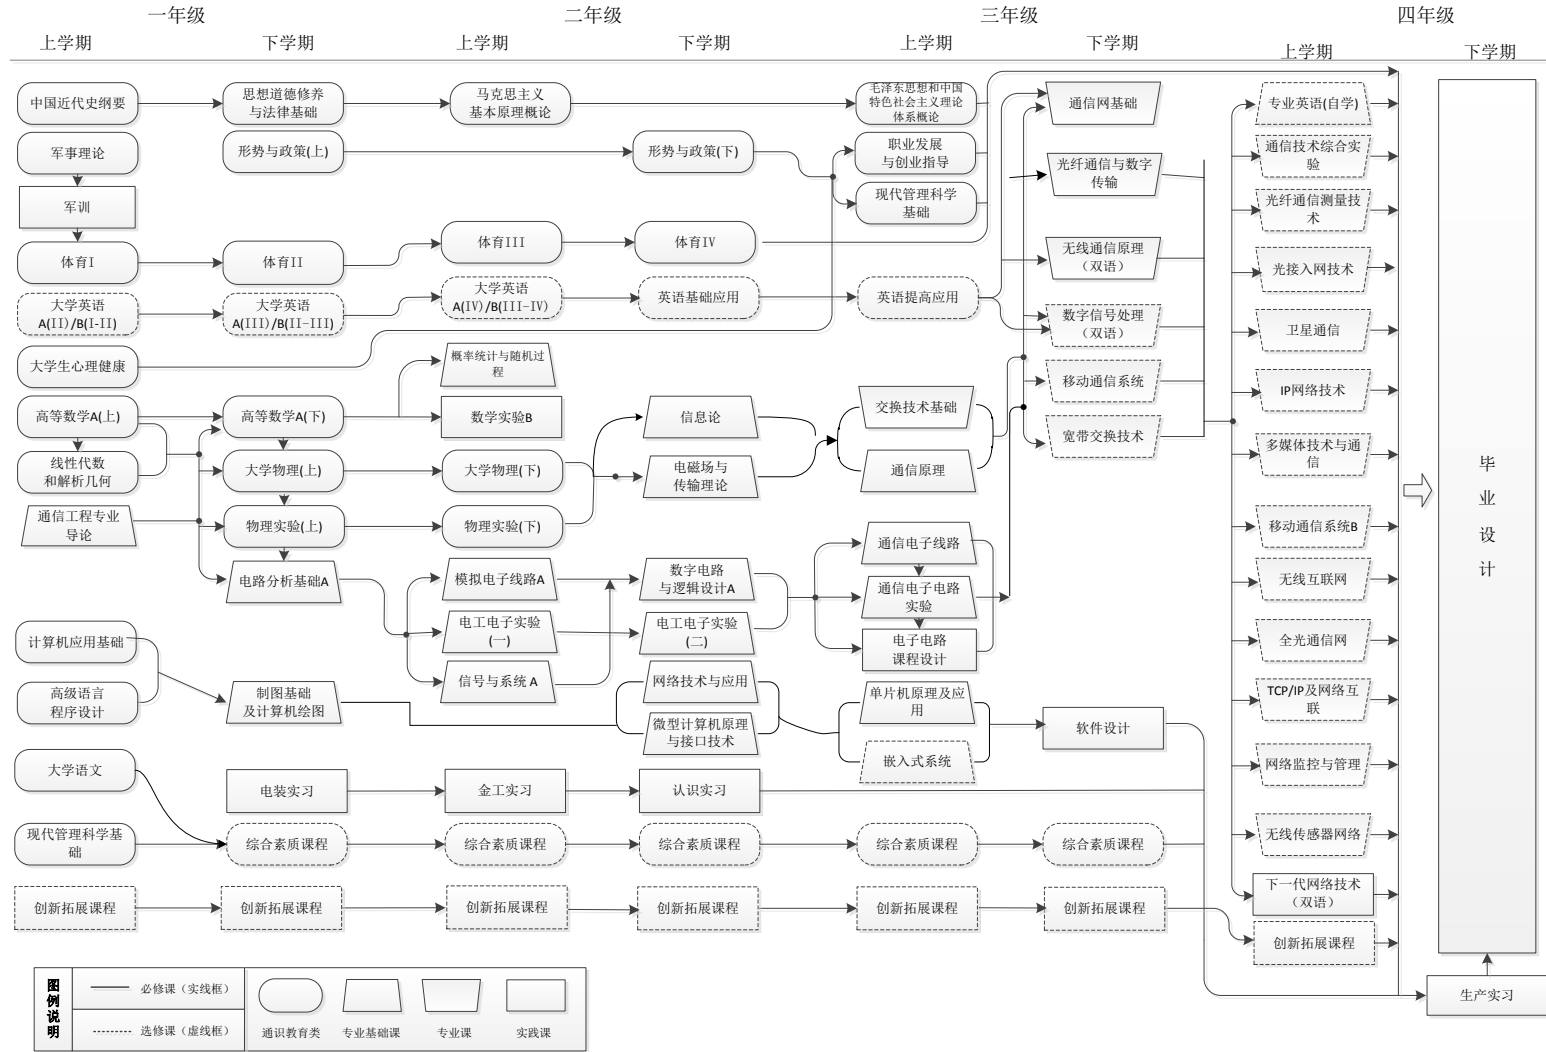 一年级
二年级
三年级
四年级
上学期
下学期
上学期
下学期
上学期
下学期
上学期
下学期
中国近代史纲要
思想道德修养
与法律基础
马克思主义
基本原理概论
毛泽东思想和中国
特色社会主义理论
体系概论
通信网基础
专业英语(自学)
军事理论
形势与政策(上)
形势与政策(下)
职业发展
与创业指导
光纤通信与数字
传输
通信技术综合实
验
军训
现代管理科学
基础
光纤通信测量技
术
体育I
体育II
体育III
体育IV
无线通信原理
（双语）
光接入网技术
大学英语
A(II)/B(I-II)
大学英语
A(III)/B(II-III)
大学英语
A(IV)/B(III-IV)
英语基础应用
英语提高应用
数字信号处理
（双语）
卫星通信
大学生心理健康
概率统计与随机过
程
移动通信系统
IP网络技术
高等数学A(上)
高等数学A(下)
数学实验B
信息论
交换技术基础
宽带交换技术
多媒体技术与通
信
线性代数
和解析几何
大学物理(上)
大学物理(下)
电磁场与
传输理论
通信原理
通信工程专业
导论
物理实验(上)
物理实验(下)
通信电子线路
移动通信系统B
电路分析基础A
模拟电子线路A
数字电路
与逻辑设计A
通信电子电路
实验
无线互联网
计算机应用基础
电工电子实验
(一)
电工电子实验
(二)
电子电路
课程设计
全光通信网
高级语言
程序设计
制图基础
及计算机绘图
信号与系统 A
网络技术与应用
单片机原理及应
用
TCP/IP及网络互
联
微型计算机原理
与接口技术
软件设计
嵌入式系统
网络监控与管理
大学语文
电装实习
金工实习
认识实习
现代管理科学基
础
综合素质课程
综合素质课程
综合素质课程
综合素质课程
综合素质课程
无线传感器网络
创新拓展课程
创新拓展课程
创新拓展课程
创新拓展课程
创新拓展课程
创新拓展课程
下一代网络技术
（双语）
创新拓展课程
毕
业
设
计
生产实习
图
例
说
明
必修课（实线框）
选修课（虚线框）
通识教育类
专业基础课
专业课
实践课